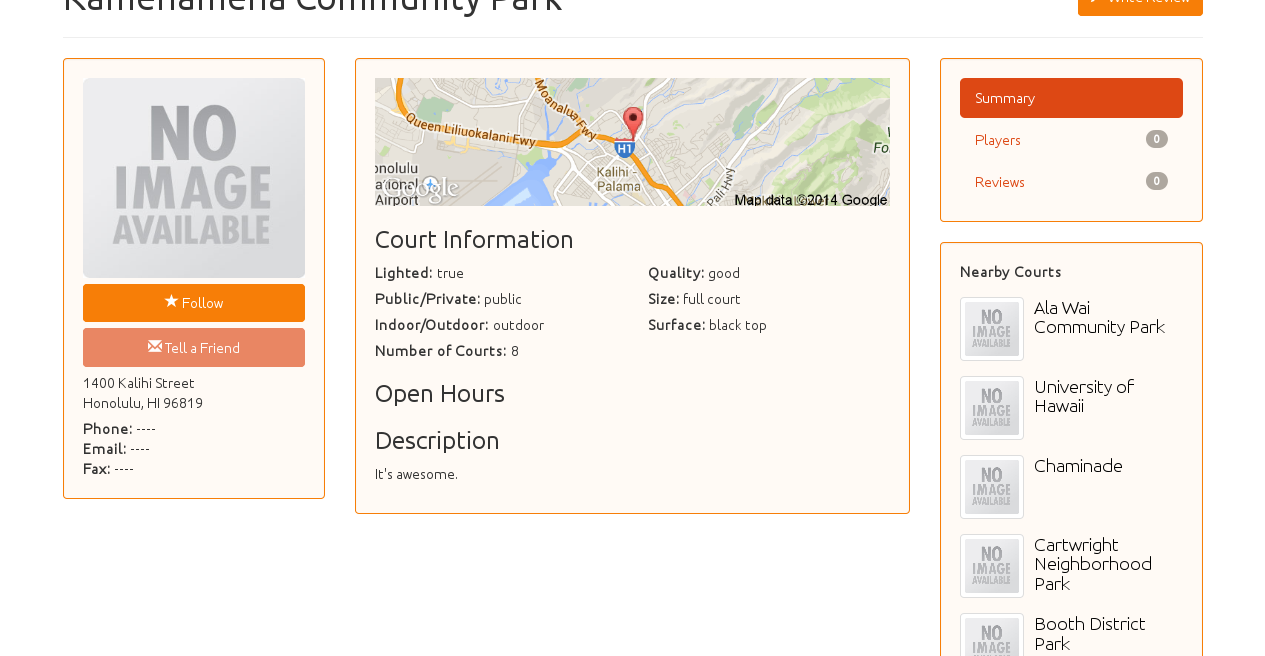 Kamehameha Community Park
Write Review
NO
IMAGE
AVAILABLE
Follow
Tell a Friend
1400 Kalihi Street
Honolulu, HI 96819
Phone: ----
Email: ----
Fax: ----
Moanalua Fwy
Queen Liliuokalani Fwy
H1
Kalihi -
Palama
Pali Hwy
onolulu
ational
Airport
Google
Map data ©2014 Google
Court Information
Lighted: true
Quality: good
Public/Private: public
Size: full court
Indoor/Outdoor: outdoor
Surface: black top
Number of Courts: 8
Open Hours
Description
It's awesome.
Summary
Players 0
Reviews 0
Nearby Courts
NO
IMAGE
AVAILABLE
Ala Wai
Community Park
NO
IMAGE
AVAILABLE
University of
Hawaii
NO
IMAGE
AVAILABLE
Chaminade
NO
IMAGE
AVAILABLE
Cartwright
Neighborhood
Park
NO
IMAGE
Booth District
Park